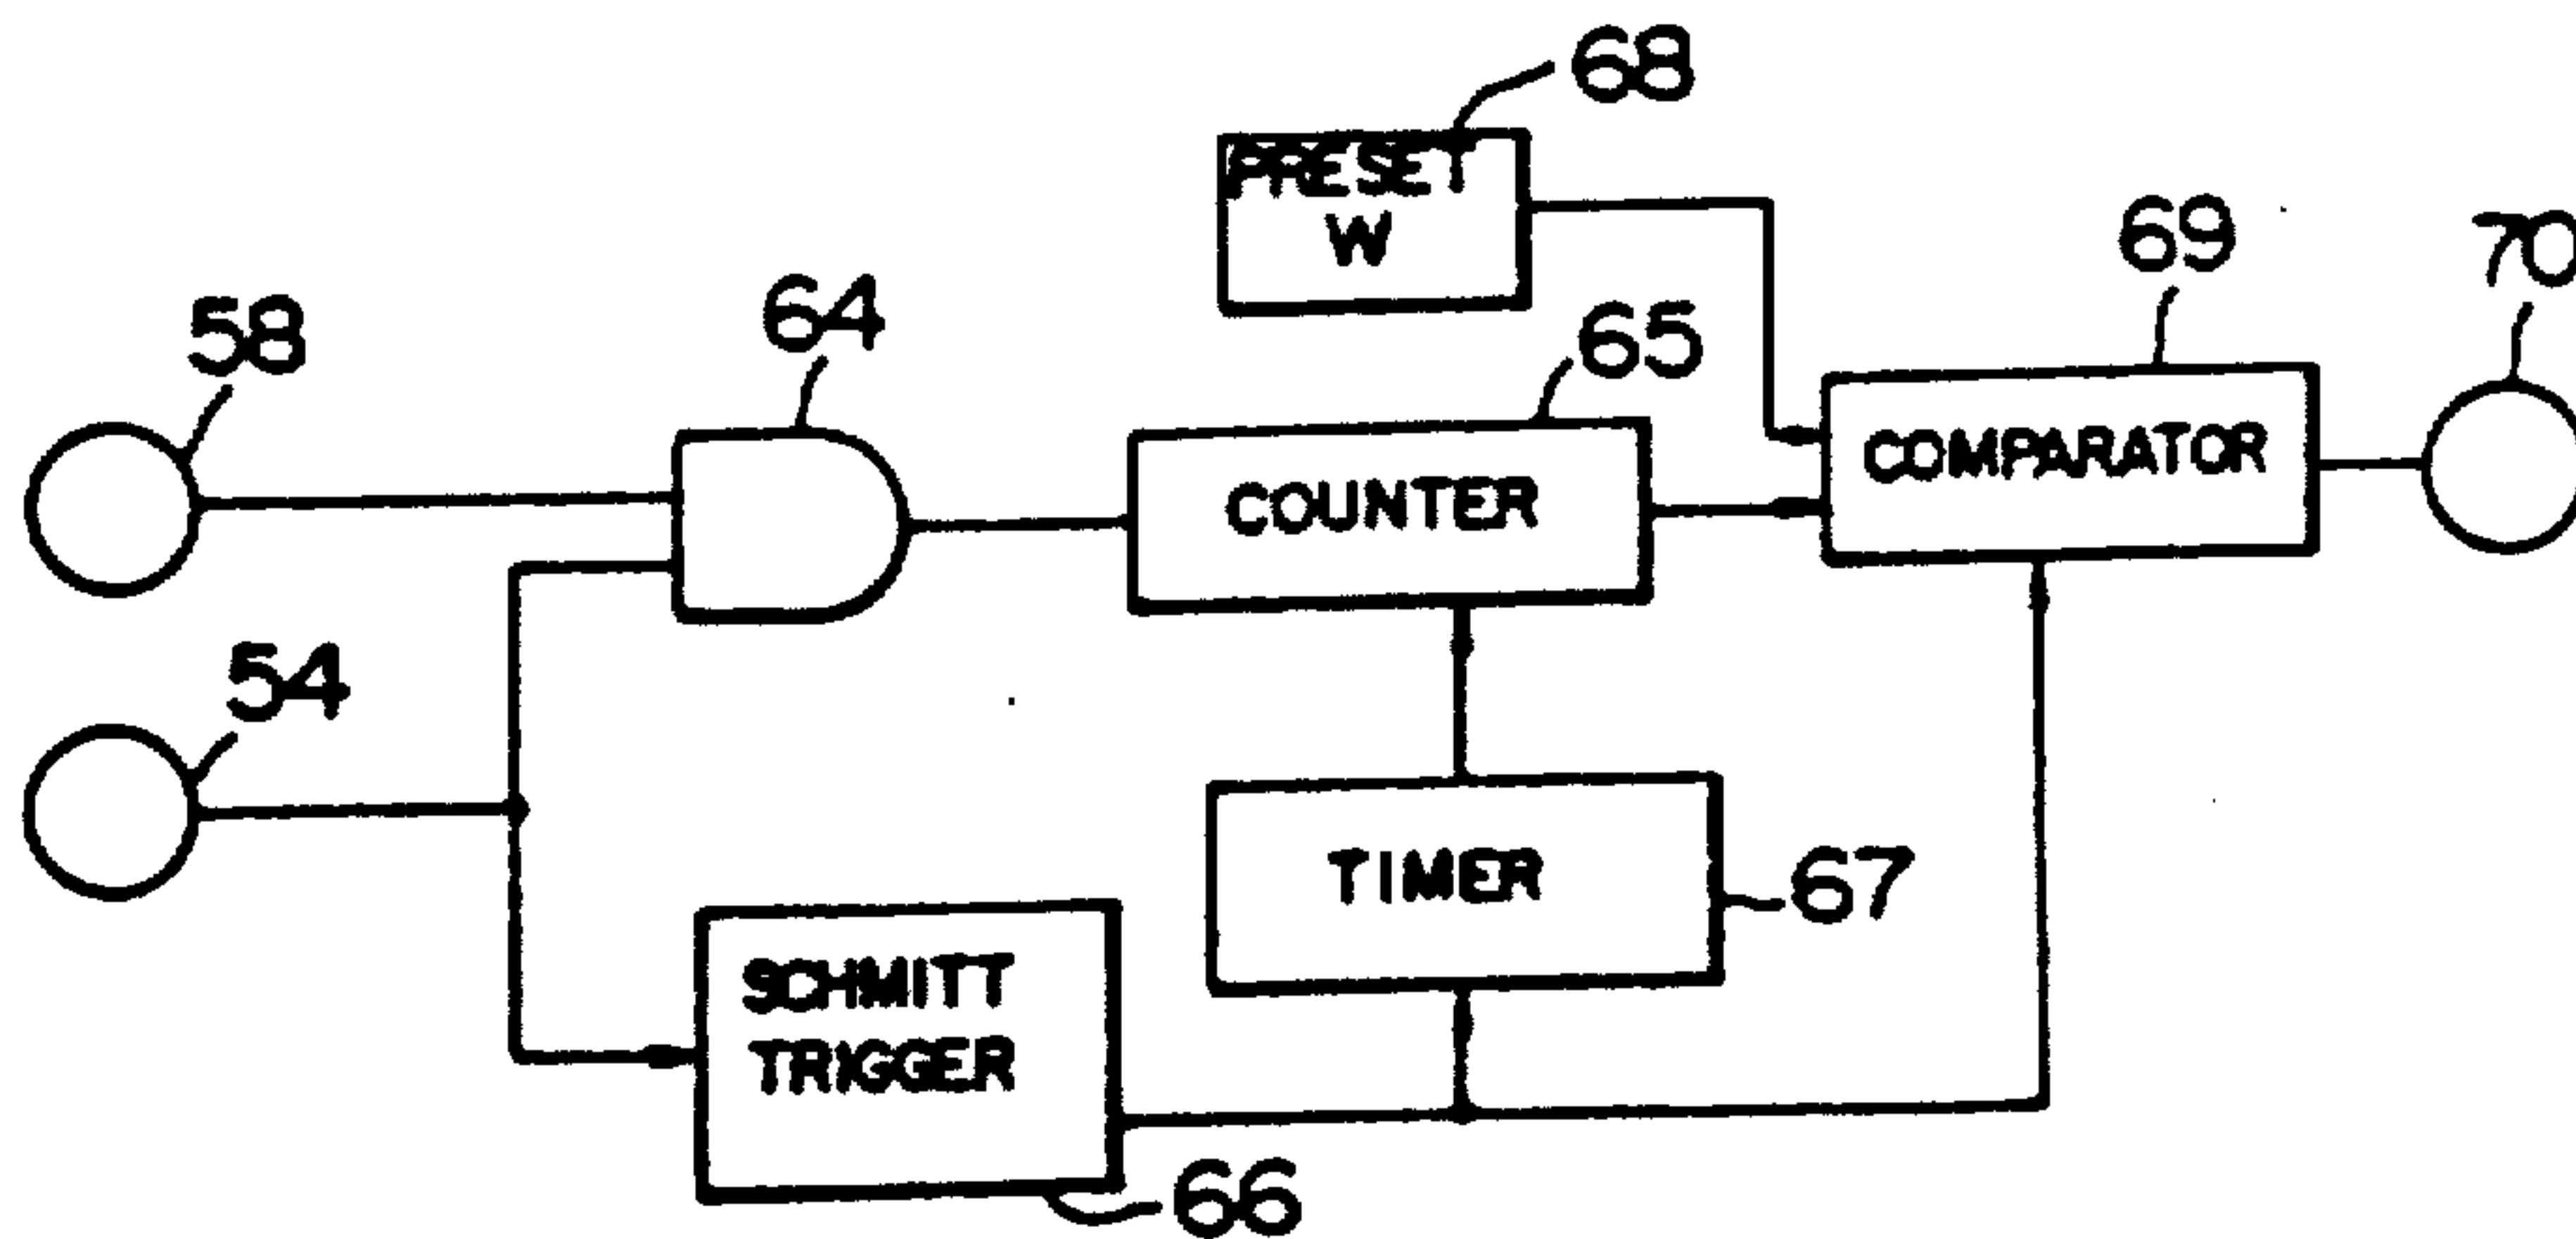 68
PRESET
W
69
70
58
64
65
COUNTER
COMPARATOR
54
TIMER
67
SCHMITT
TRIGGER
66